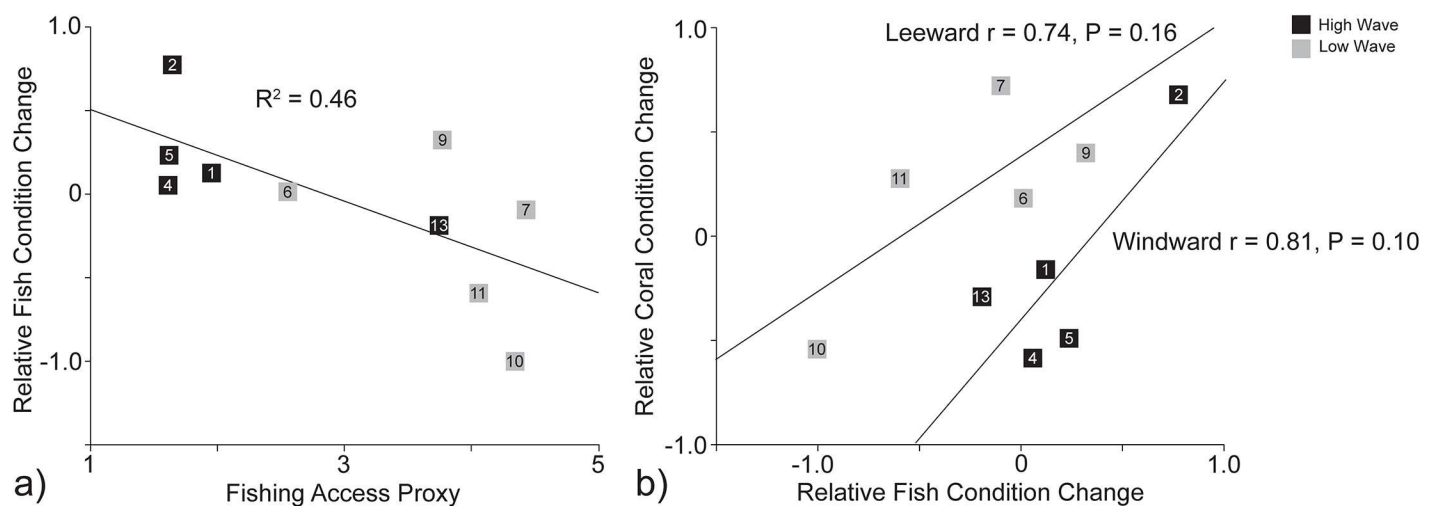 1.0
2
R² = 0.46
9
5
1
4
0
6
7
13
11
-1.0
10
1
3
5
Relative Fish Condition Change
Fishing Access Proxy
a)
1.0
Leeward r = 0.74, P = 0.16
7
2
9
11
6
0
Windward r = 0.81, P = 0.10
1
13
5
4
10
-1.0
-1.0
0
1.0
Relative Coral Condition Change
Relative Fish Condition Change
b)
High Wave
Low Wave